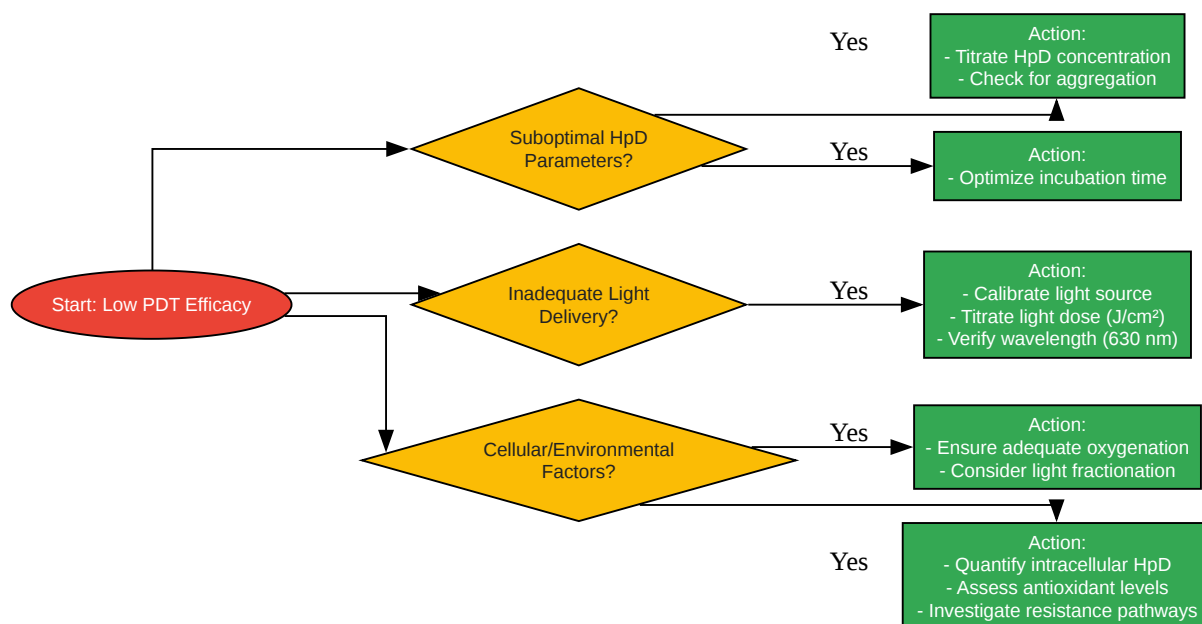 Yes
Action:
- Titrate HpD concentration
- Check for aggregation
Suboptimal HpD
Parameters?
Yes
Action:
- Optimize incubation time
Start: Low PDT Efficacy
Inadequate Light
Delivery?
Yes
Action:
- Calibrate light source
- Titrate light dose (J/cm²)
- Verify wavelength (630 nm)
Cellular/Environmental
Factors?
Yes
Action:
- Ensure adequate oxygenation
- Consider light fractionation
Yes
Action:
- Quantify intracellular HpD
- Assess antioxidant levels
- Investigate resistance pathways